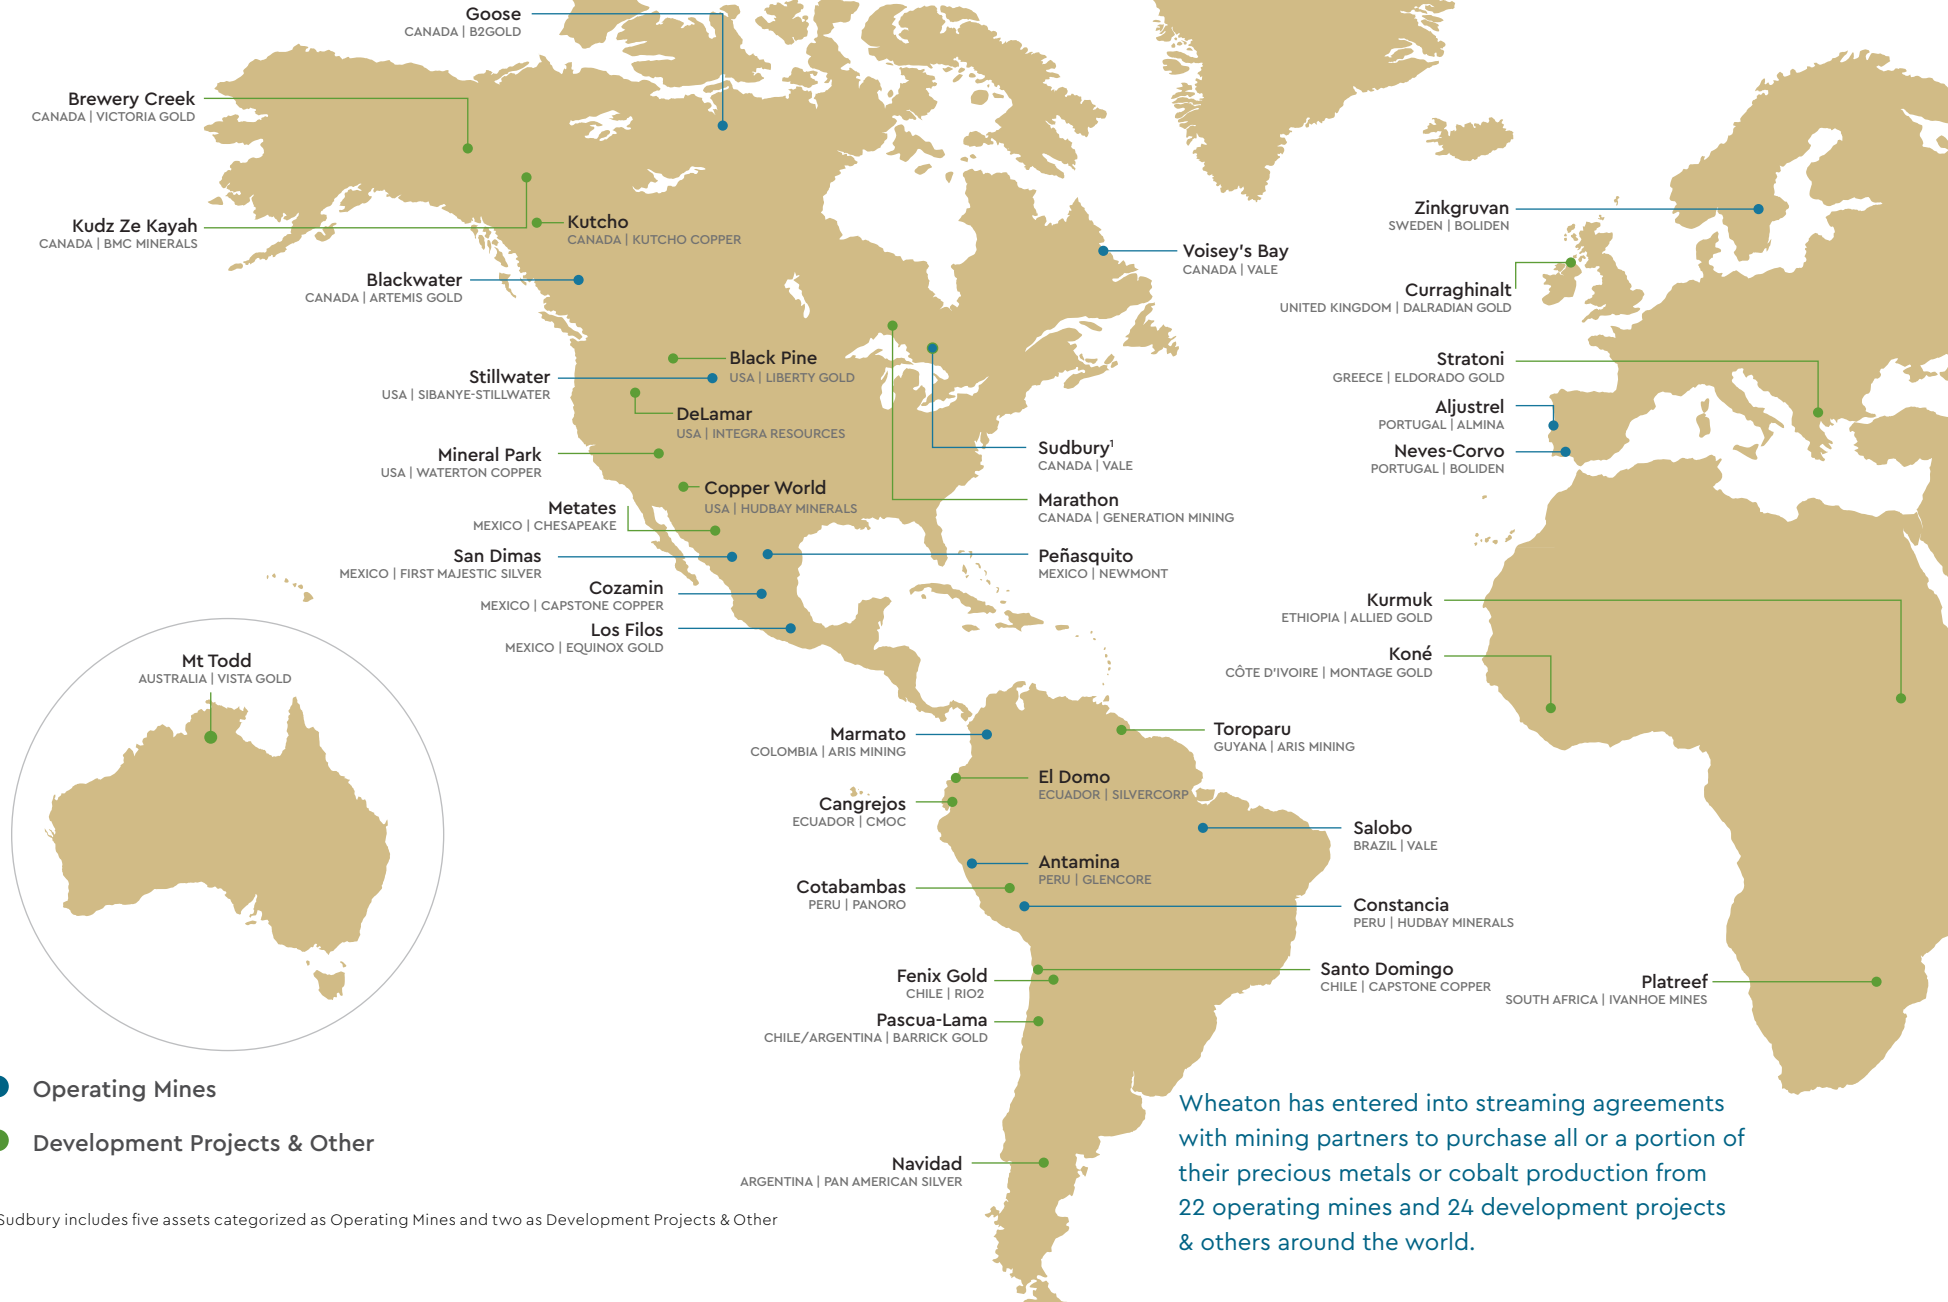 Goose
CANADA | B2GOLD
Brewery Creek
CANADA | VICTORIA GOLD
Kudz Ze Kayah
CANADA | BMC MINERALS
Kutcho
CANADA | KUTCHO COPPER
Blackwater
CANADA | ARTEMIS GOLD
Voisey's Bay
CANADA | VALE
Zinkgruvan
SWEDEN | BOLIDEN
Curraghinalt
UNITED KINGDOM | DALRADIAN GOLD
Black Pine
USA | LIBERTY GOLD
Stillwater
USA | SIBANYE-STILLWATER
DeLamar
USA | INTEGRA RESOURCES
Stratoni
GREECE | ELDORADO GOLD
Aljustrel
PORTUGAL | ALMINA
Neves-Corvo
PORTUGAL | BOLIDEN
Mineral Park
USA | WATERTON COPPER
Sudbury¹
CANADA | VALE
Copper World
USA | HUDBAY MINERALS
Marathon
CANADA | GENERATION MINING
Metates
MEXICO | CHESAPEAKE
San Dimas
MEXICO | FIRST MAJESTIC SILVER
Peñasquito
MEXICO | NEWMONT
Cozamin
MEXICO | CAPSTONE COPPER
Los Filos
MEXICO | EQUINOX GOLD
Kurmuk
ETHIOPIA | ALLIED GOLD
Koné
CÔTE D'IVOIRE | MONTAGE GOLD
Mt Todd
AUSTRALIA | VISTA GOLD
Marmato
COLOMBIA | ARIS MINING
Toroparu
GUYANA | ARIS MINING
El Domo
ECUADOR | SILVERCORP
Cangrejos
ECUADOR | CMOC
Salobo
BRAZIL | VALE
Antamina
PERU | GLENCORE
Cotabambas
PERU | PANORO
Constancia
PERU | HUDBAY MINERALS
Fenix Gold
CHILE | RIO2
Santo Domingo
CHILE | CAPSTONE COPPER
Platreef
SOUTH AFRICA | IVANHOE MINES
Pascua-Lama
CHILE/ARGENTINA | BARRICK GOLD
Navidad
ARGENTINA | PAN AMERICAN SILVER
Operating Mines
Development Projects & Other
Sudbury includes five assets categorized as Operating Mines and two as Development Projects & Other
Wheaton has entered into streaming agreements
with mining partners to purchase all or a portion of
their precious metals or cobalt production from
22 operating mines and 24 development projects
& others around the world.